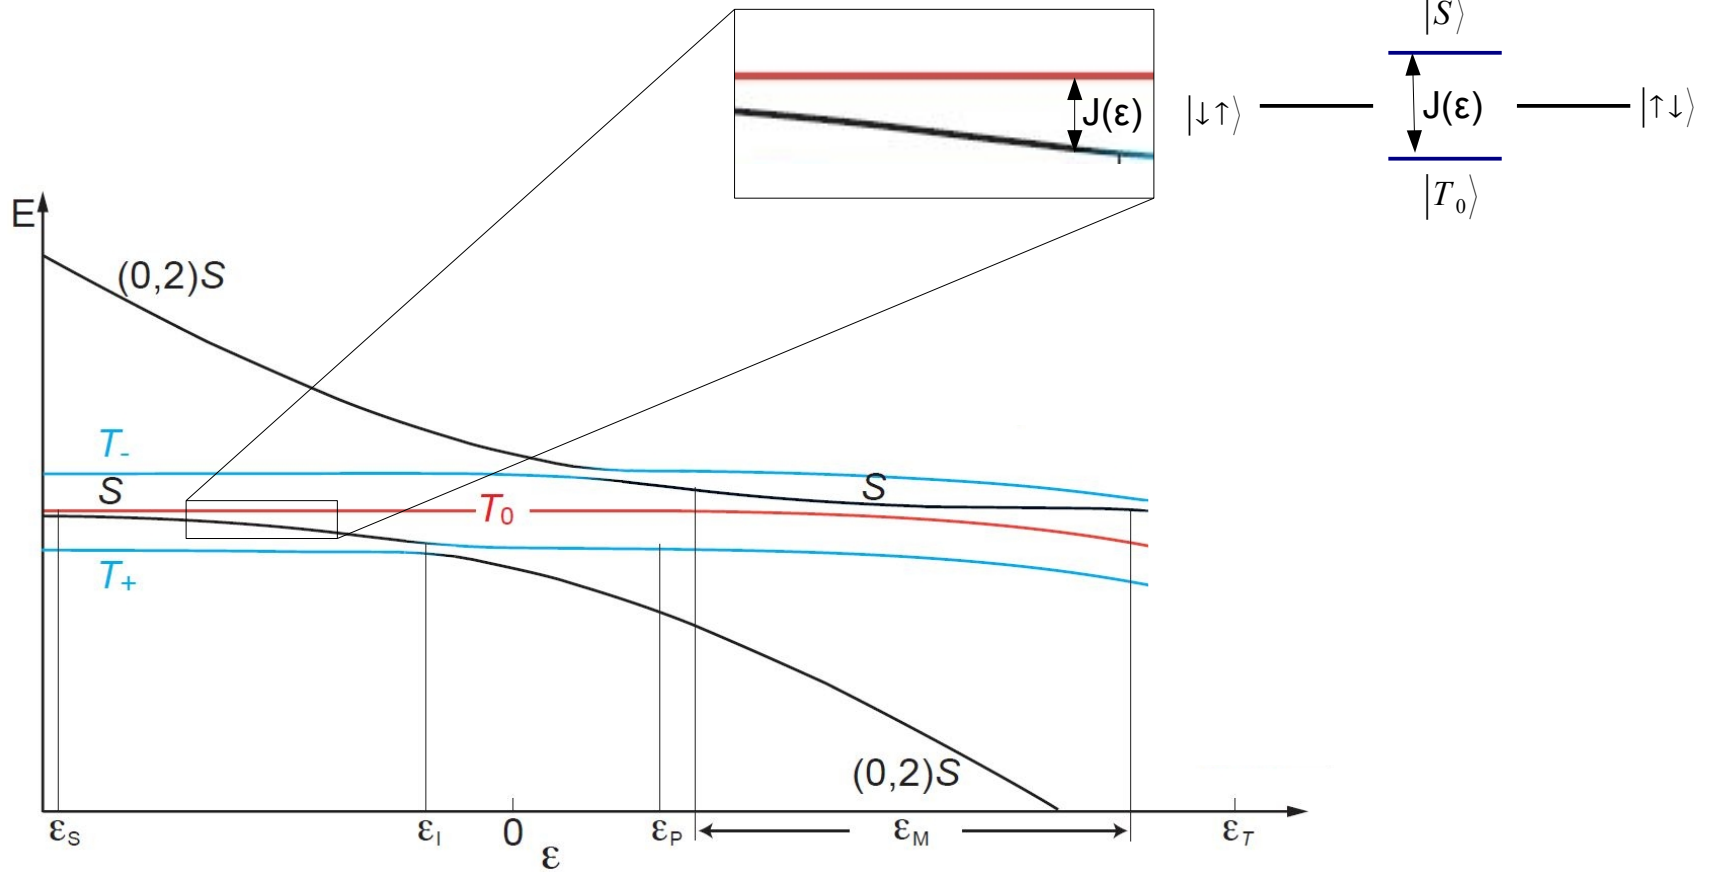 |S⟩
J(ε)
|↓↑⟩
J(ε)
|↑↓⟩
|T₀⟩
E
(0,2)S
T₋
S
S
T₀
T₊
(0,2)S
εS
εI
0
εP
εM
εT
ε